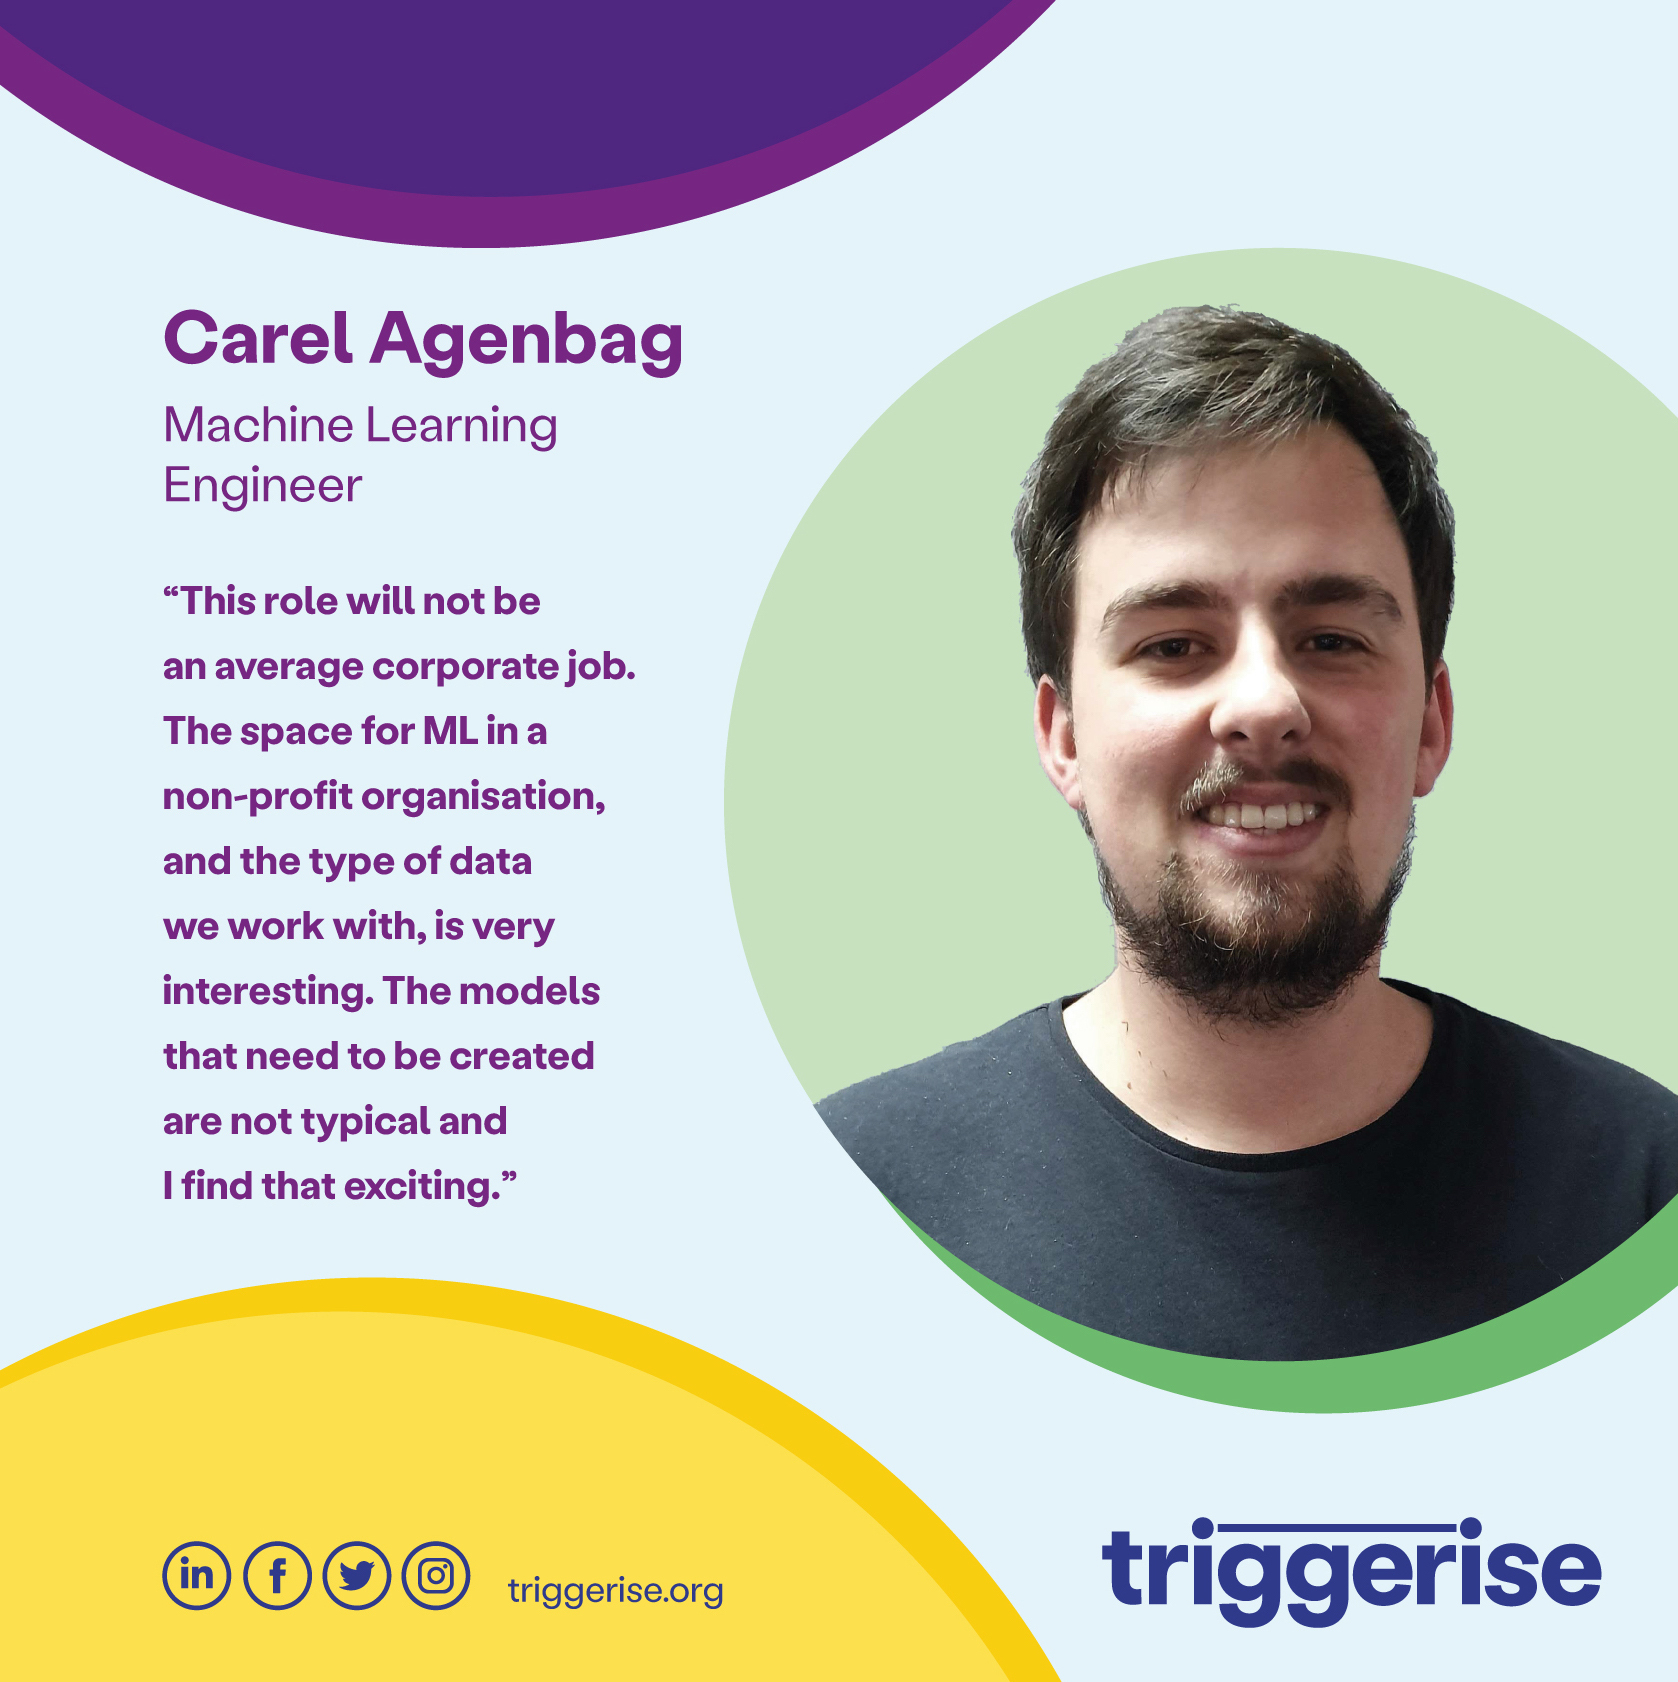 Carel Agenbag
Machine Learning
Engineer
“This role will not be
an average corporate job.
The space for ML in a
non-profit organisation,
and the type of data
we work with, is very
interesting. The models
that need to be created
are not typical and
I find that exciting.”
in f triggerise.org
triggerise